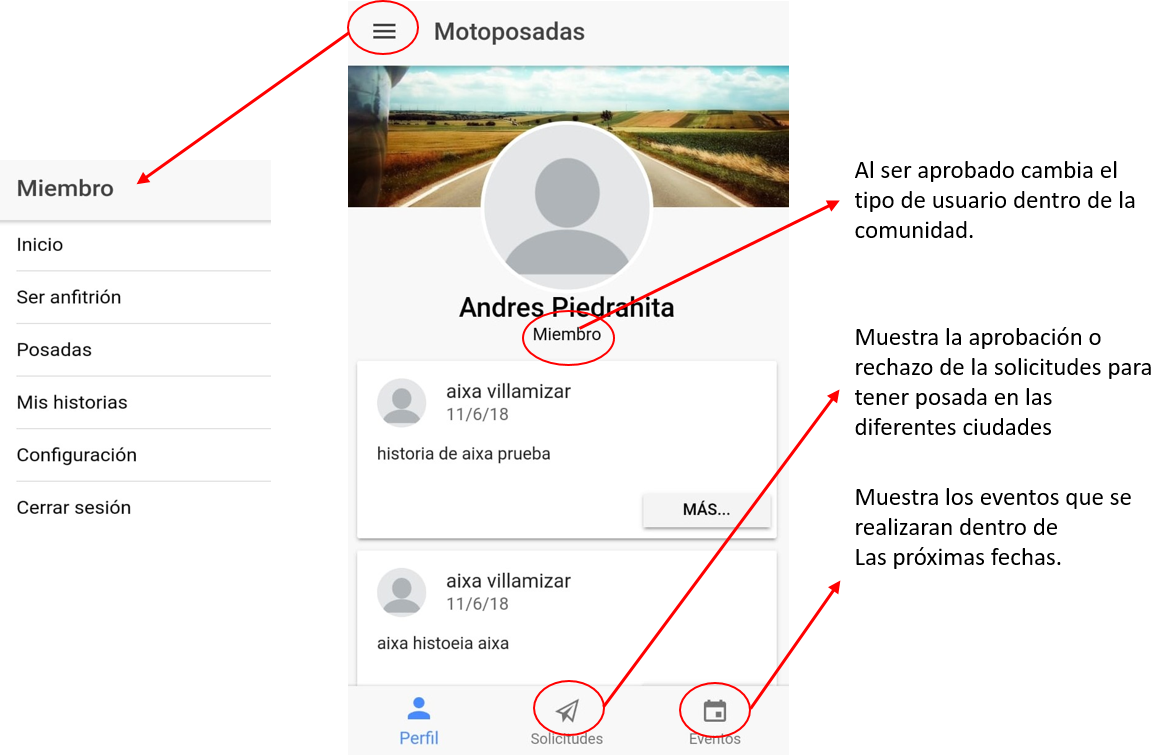 Motoposadas
Miembro
Inicio
Ser anfitrión
Posadas
Mis historias
Configuración
Cerrar sesión
Andres Piedrahita
Miembro
aixa villamizar
11/6/18
historia de aixa prueba
MÁS...
aixa villamizar
11/6/18
aixa histoeia aixa
Perfil
Solicitudes
Eventos
Al ser aprobado cambia el
tipo de usuario dentro de la
comunidad.
Muestra la aprobación o
rechazo de la solicitudes para
tener posada en las
diferentes ciudades
Muestra los eventos que se
realizaran dentro de
Las próximas fechas.